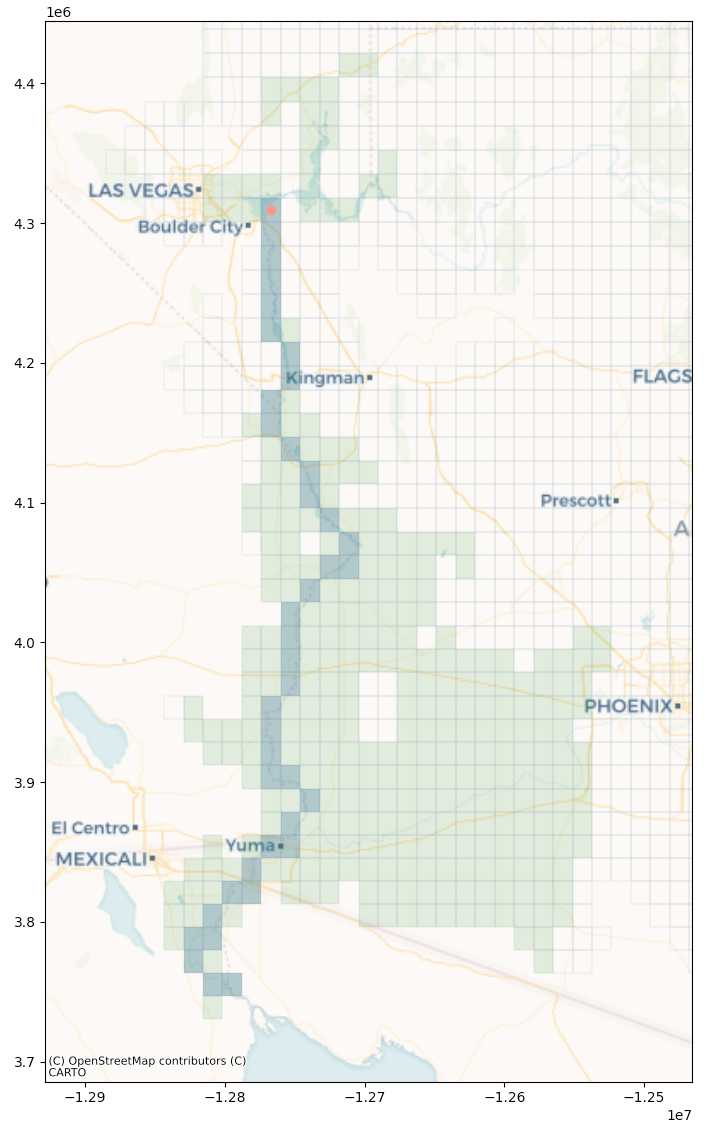 1e6
4.4
LAS VEGAS
4.3
Boulder City
4.2
Kingman
FLAGS
4.1
Prescott
A
4.0
PHOENIX
3.9
El Centro
Yuma
MEXICALI
3.8
3.7
(C) OpenStreetMap contributors (C)
CARTO
−1.29 −1.28 −1.27 −1.26 −1.25
1e7